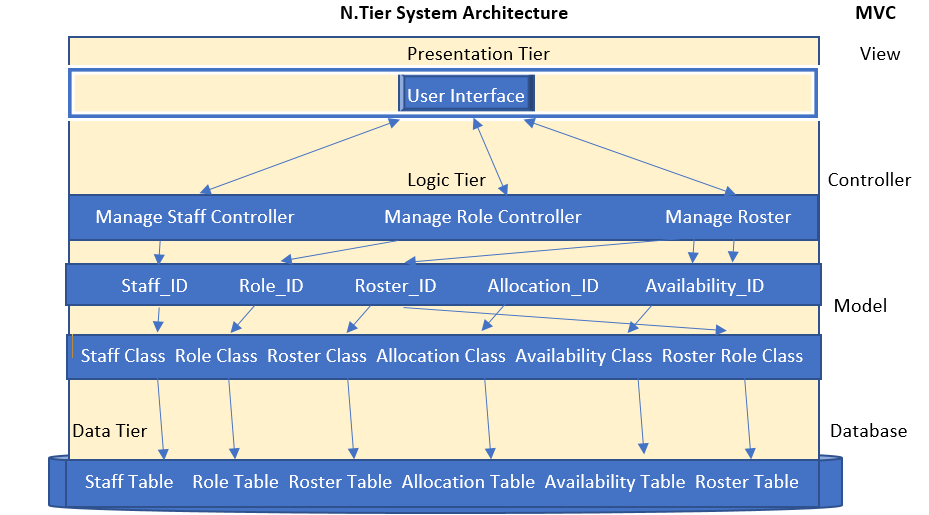 N.Tier System Architecture MVC
Presentation Tier View
User Interface
Logic Tier Controller
Manage Staff Controller Manage Role Controller Manage Roster
Staff_ID Role_ID Roster_ID Allocation_ID Availability_ID
Model
Staff Class Role Class Roster Class Allocation Class Availability Class Roster Role Class
Data Tier Database
Staff Table Role Table Roster Table Allocation Table Availability Table Roster Table